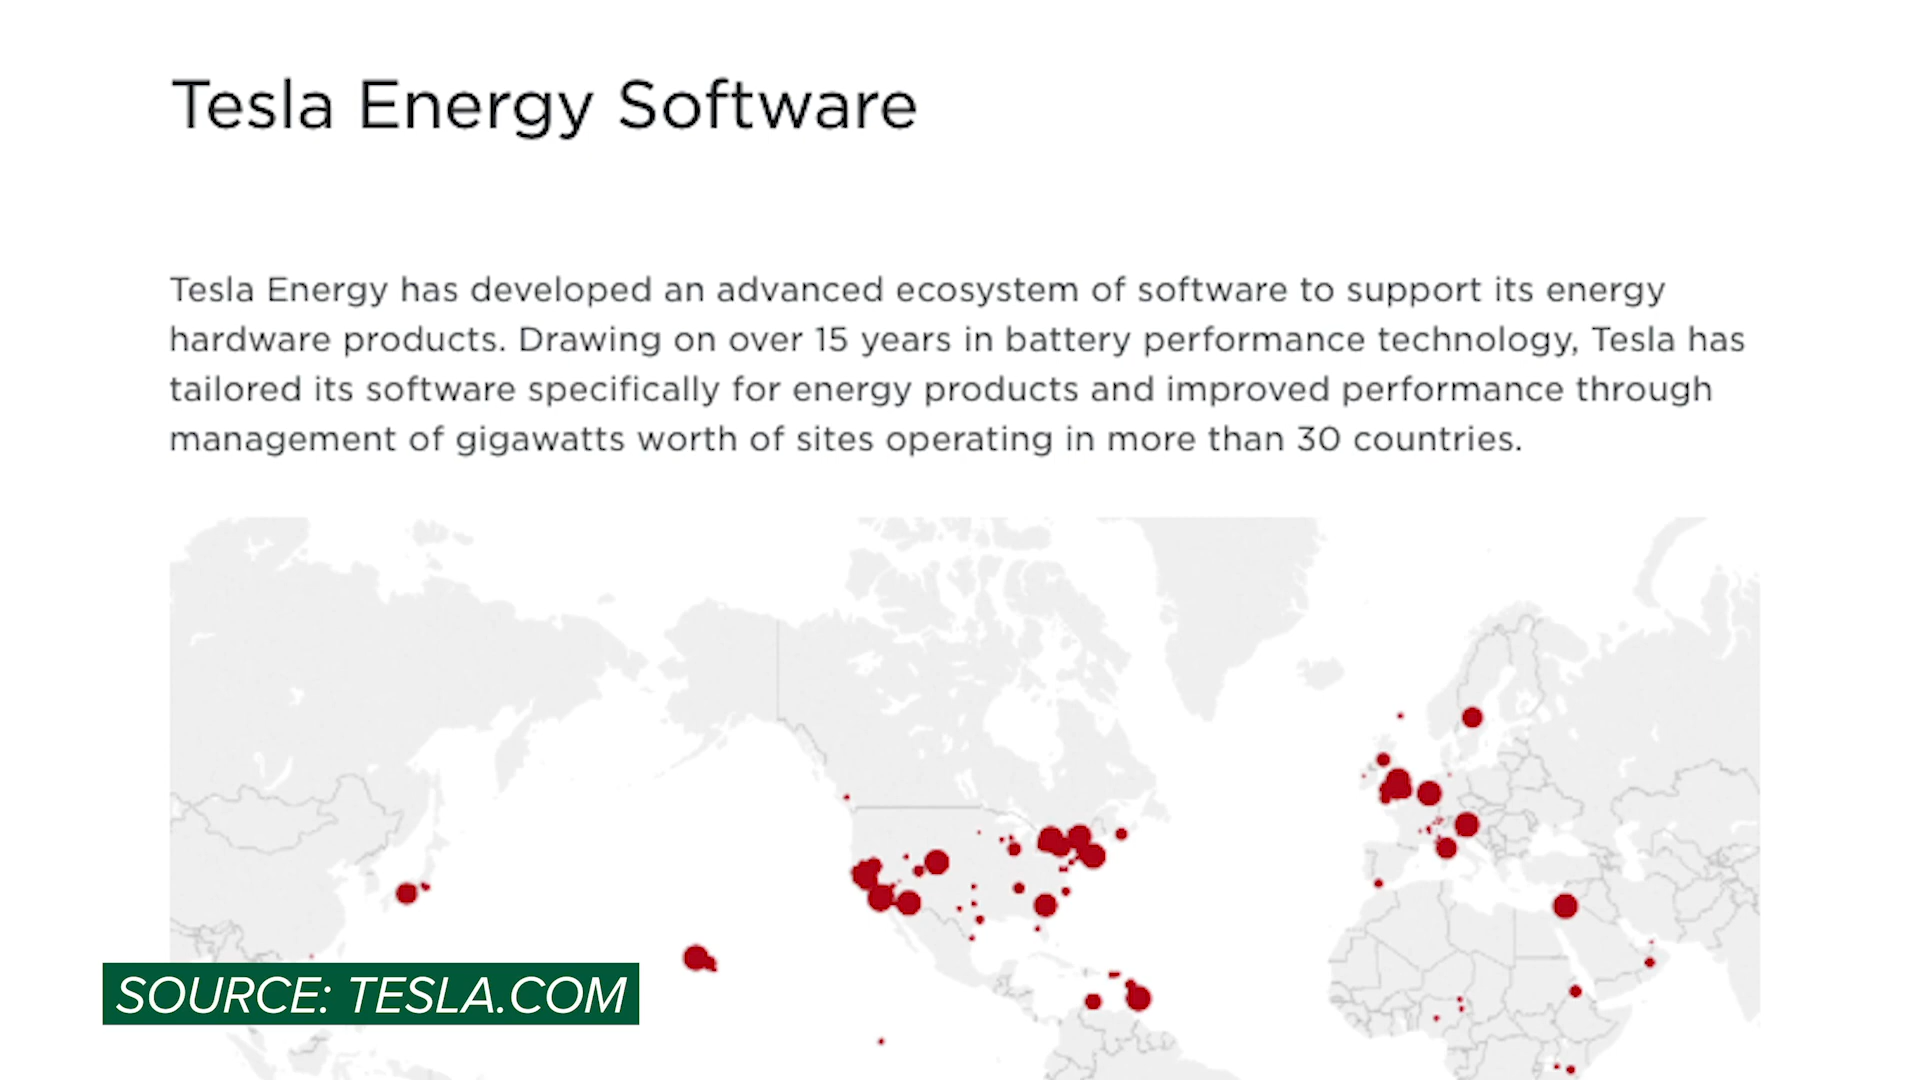 Tesla Energy Software
Tesla Energy has developed an advanced ecosystem of software to support its energy
hardware products. Drawing on over 15 years in battery performance technology, Tesla has
tailored its software specifically for energy products and improved performance through
management of gigawatts worth of sites operating in more than 30 countries.
SOURCE: TESLA.COM